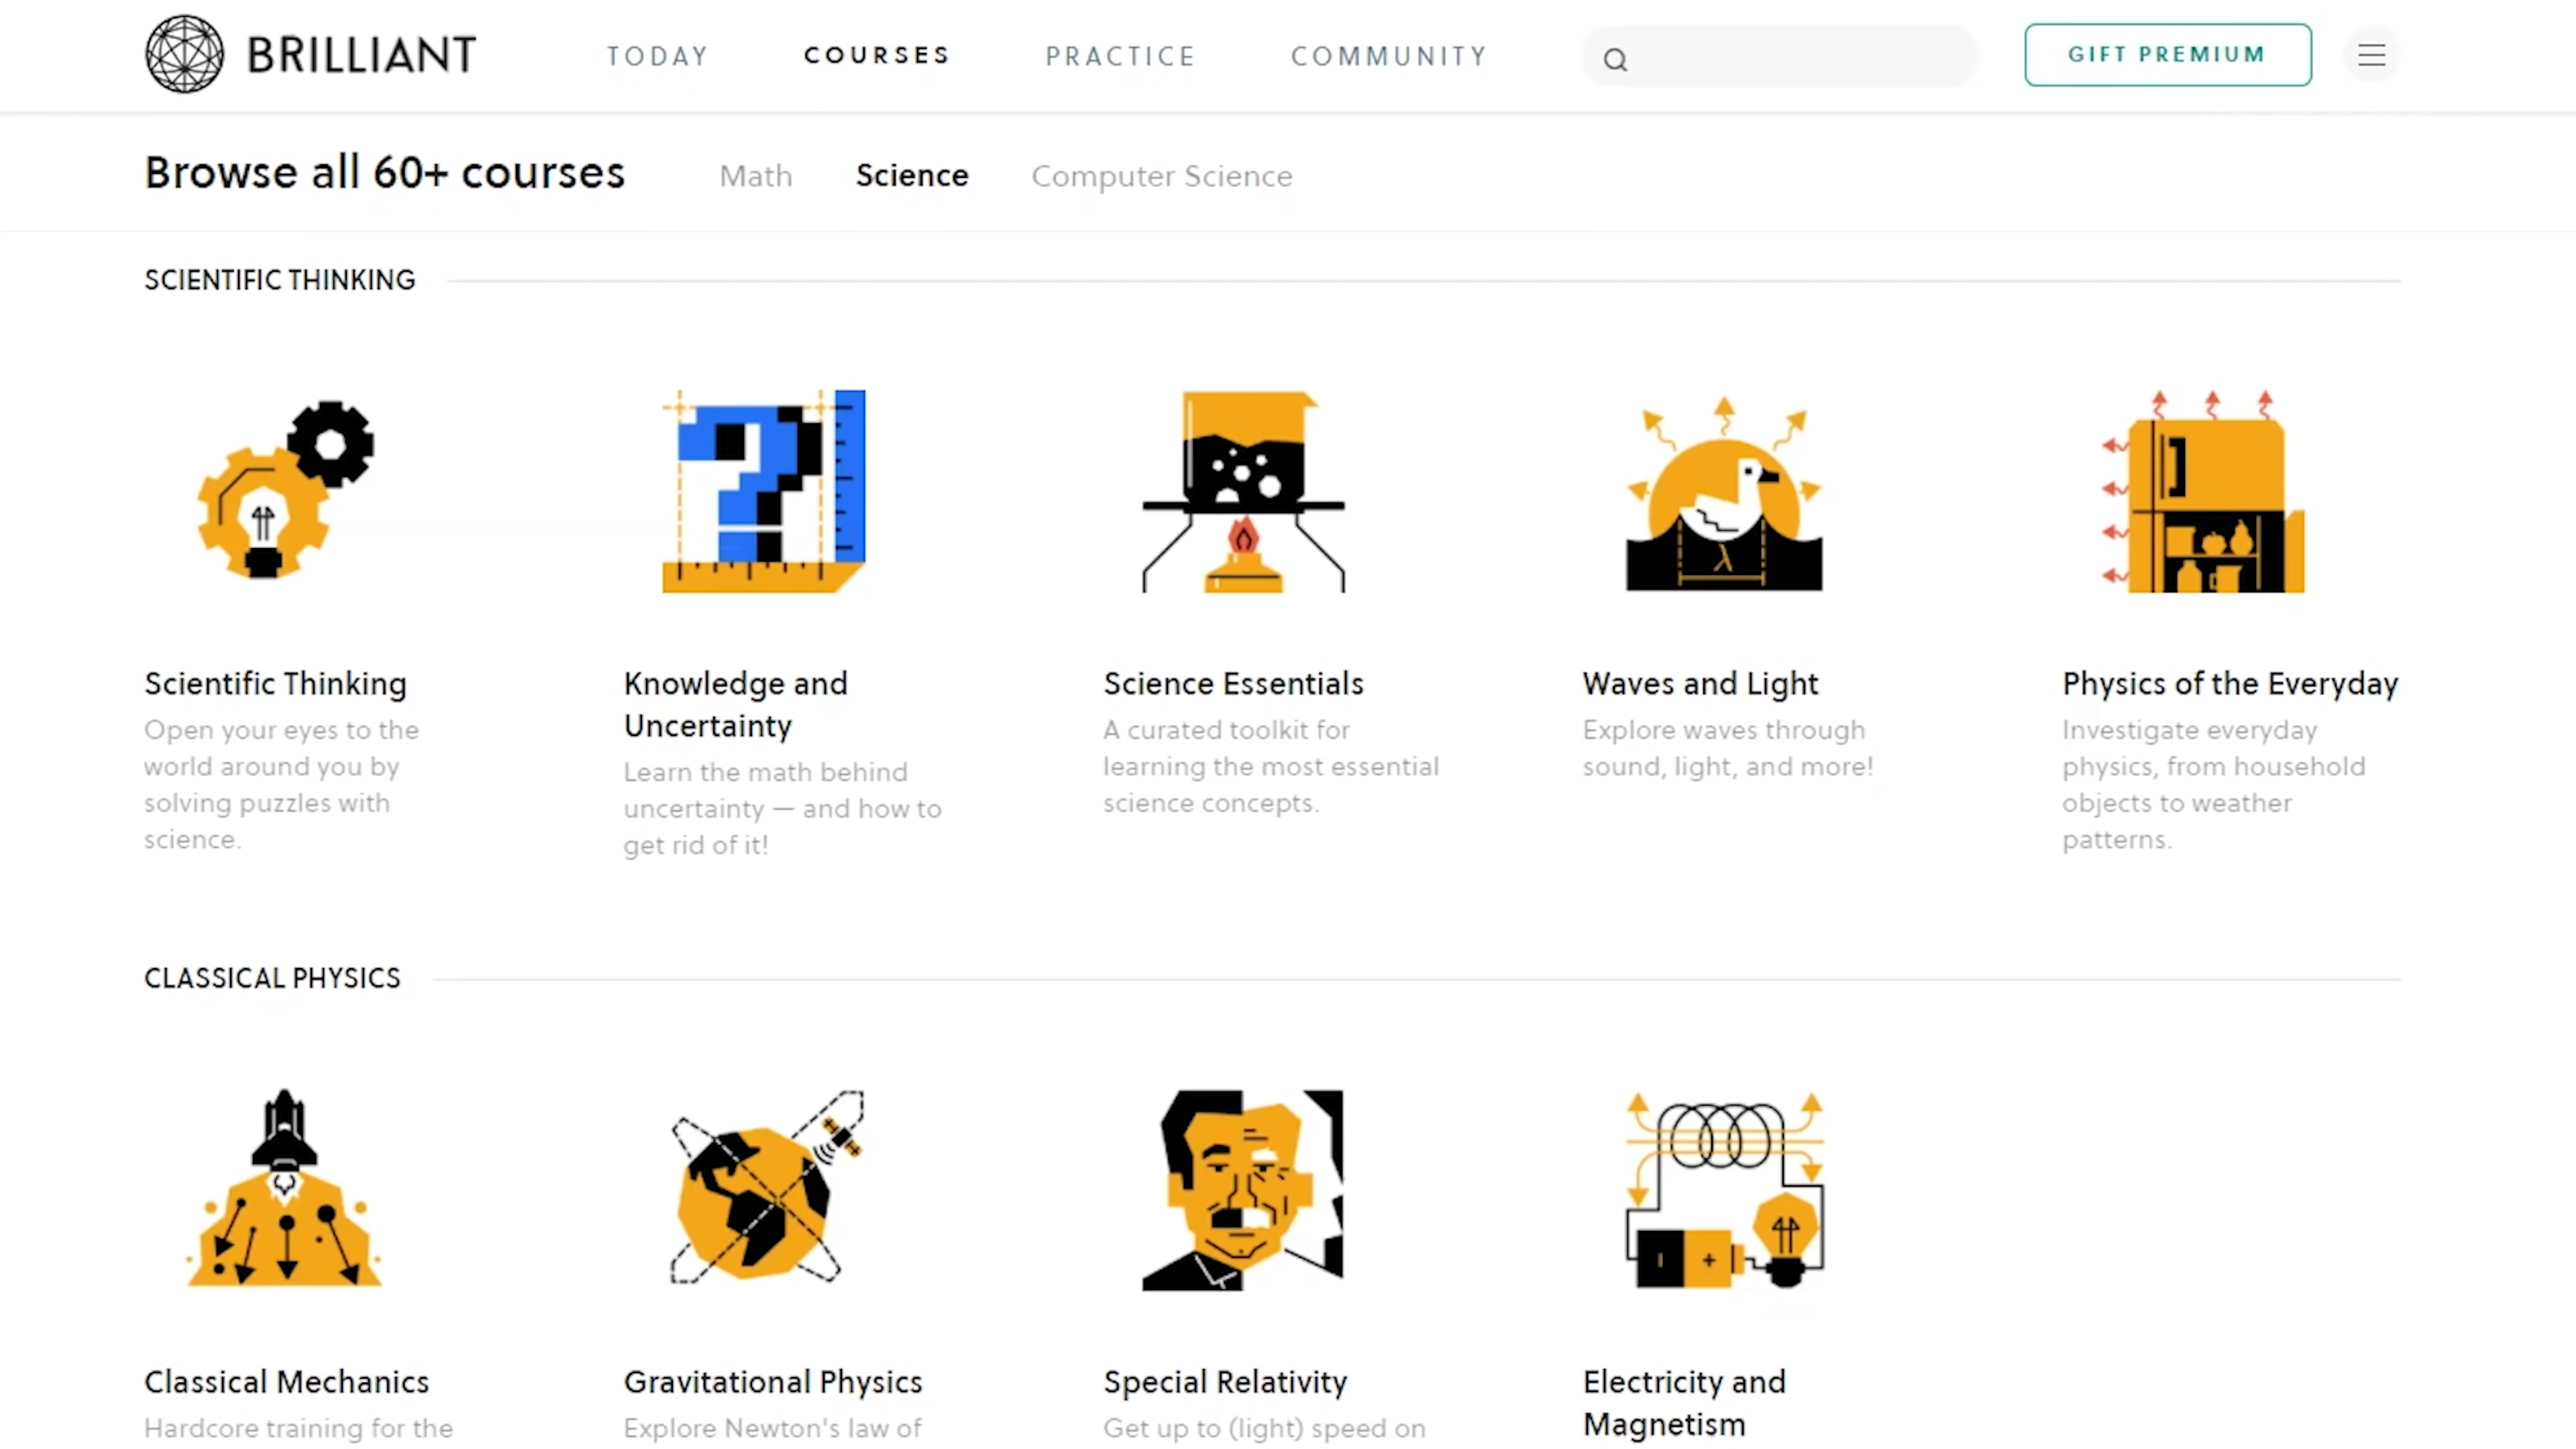 BRILLIANT
TODAY
COURSES
PRACTICE
COMMUNITY
GIFT PREMIUM
Browse all 60+ courses
Math
Science
Computer Science
SCIENTIFIC THINKING
λ
Scientific Thinking
Open your eyes to the
world around you by
solving puzzles with
science.
Knowledge and
Uncertainty
Learn the math behind
uncertainty — and how to
get rid of it!
Science Essentials
A curated toolkit for
learning the most essential
science concepts.
Waves and Light
Explore waves through
sound, light, and more!
Physics of the Everyday
Investigate everyday
physics, from household
objects to weather
patterns.
CLASSICAL PHYSICS
Classical Mechanics
Hardcore training for the
Gravitational Physics
Explore Newton's law of
Special Relativity
Get up to (light) speed on
Electricity and
Magnetism